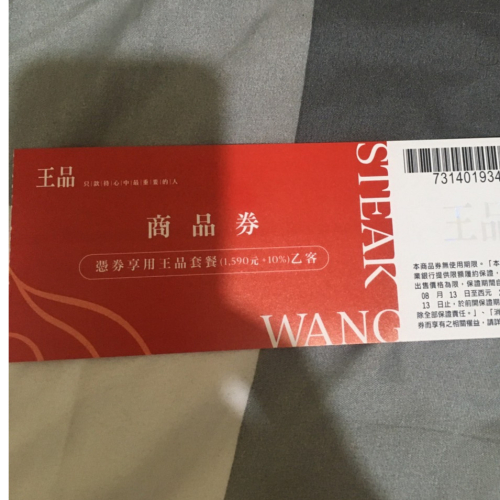 王品 只款待心中最重要的人
商品券
憑券享用王品套餐(1,590元+10%)乙客
WANG
STEAK
731401934
王品
本商品券無使用期限。「本
業銀行提供限額履約保證,
出售價格為限,保證期間自
08 月 13 日至西元
13 日止,於前開保證期
除全部保證責任。」、「消
券而享有之相關權益,請詳